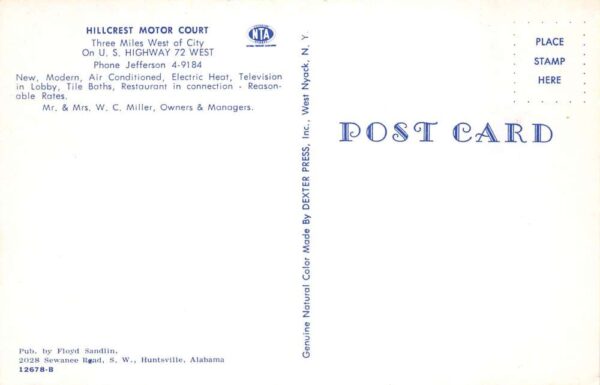 HILLCREST MOTOR COURT
Three Miles West of City
On U. S. HIGHWAY 72 WEST
Phone Jefferson 4-9184
NTA
New, Modern, Air Conditioned, Electric Heat, Television
in Lobby, Tile Baths, Restaurant in connection - Reason-
able Rates.
Mr. & Mrs. W. C. Miller, Owners & Managers.
Pub. by Floyd Sandlin,
2028 Sewanee Road, S. W., Huntsville, Alabama
12678-B
Genuine Natural Color Made By DEXTER PRESS, Inc., West Nyack, N. Y.
PLACE
STAMP
HERE
POST CARD